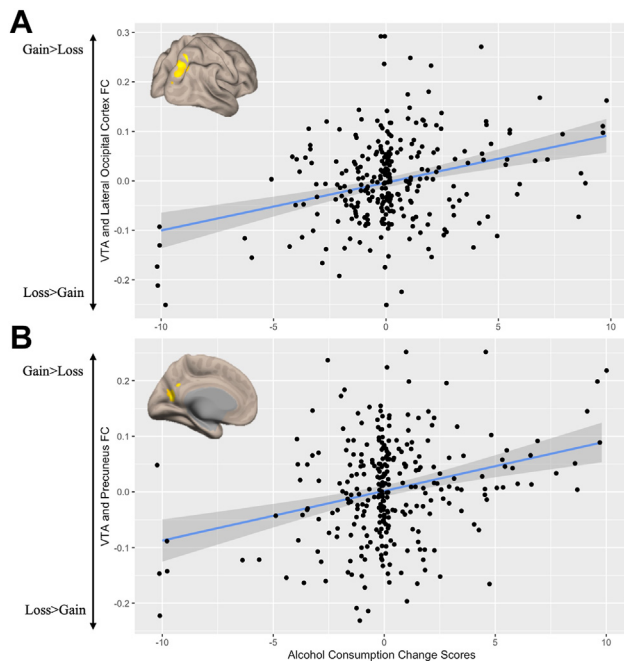 A
Gain>Loss
0.3
0.2
0.1
0.0
-0.1
-0.2
VTA and Lateral Occipital Cortex FC
Loss>Gain
-10
-5
0
5
10
B
Gain>Loss
0.2
0.1
0.0
-0.1
-0.2
VTA and Precuneus FC
Loss>Gain
-10
-5
0
5
10
Alcohol Consumption Change Scores